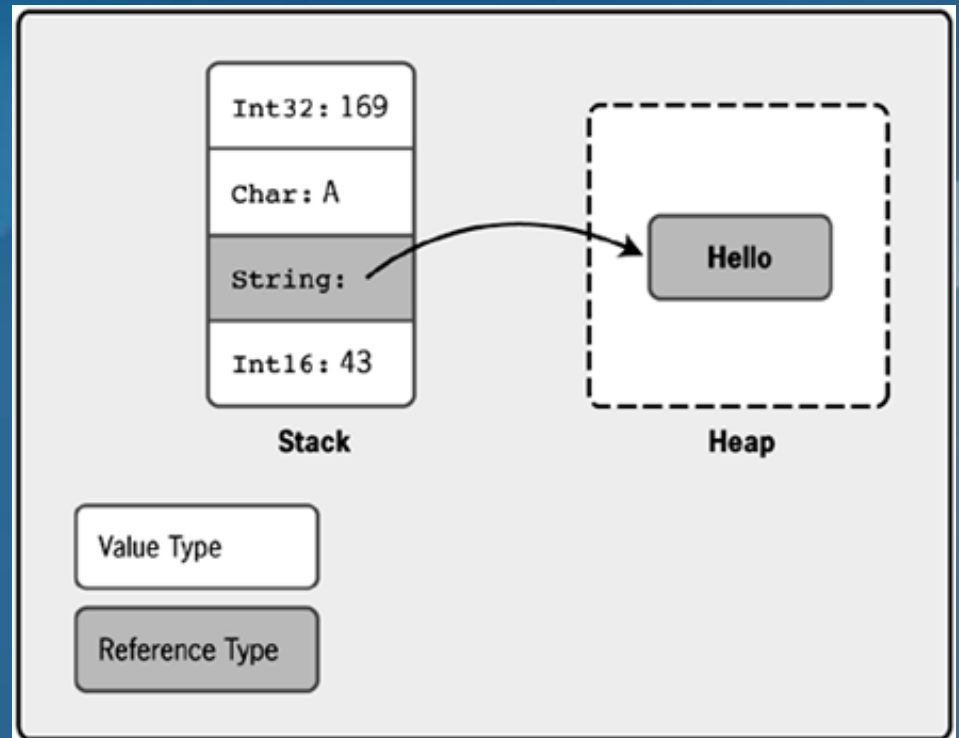 Int32: 169
Char: A
String:
Int16: 43
Stack
Hello
Heap
Value Type
Reference Type